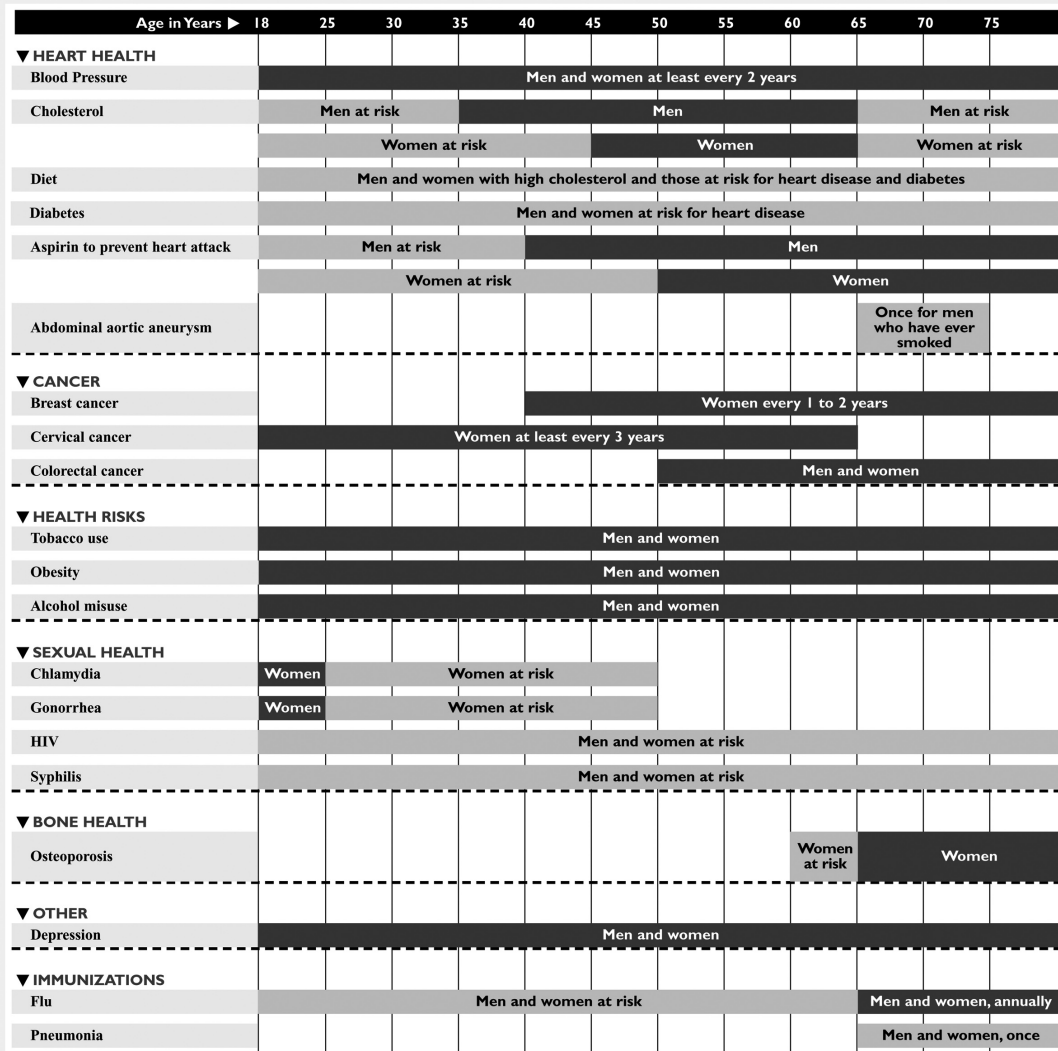 Age in Years ▶ 18 25 30 35 40 45 50 55 60 65 70 75
▼ HEART HEALTH
Blood Pressure Men and women at least every 2 years
Cholesterol Men at risk Men Men at risk
Women at risk Women Women at risk
Diet Men and women with high cholesterol and those at risk for heart disease and diabetes
Diabetes Men and women at risk for heart disease
Aspirin to prevent heart attack Men at risk Men
Women at risk Women
Abdominal aortic aneurysm Once for men
who have ever
smoked
▼ CANCER
Breast cancer Women every 1 to 2 years
Cervical cancer Women at least every 3 years
Colorectal cancer Men and women
▼ HEALTH RISKS
Tobacco use Men and women
Obesity Men and women
Alcohol misuse Men and women
▼ SEXUAL HEALTH
Chlamydia Women Women at risk
Gonorrhea Women Women at risk
HIV Men and women at risk
Syphilis Men and women at risk
▼ BONE HEALTH
Osteoporosis Women
at risk Women
▼ OTHER
Depression Men and women
▼ IMMUNIZATIONS
Flu Men and women at risk Men and women, annually
Pneumonia Men and women, once